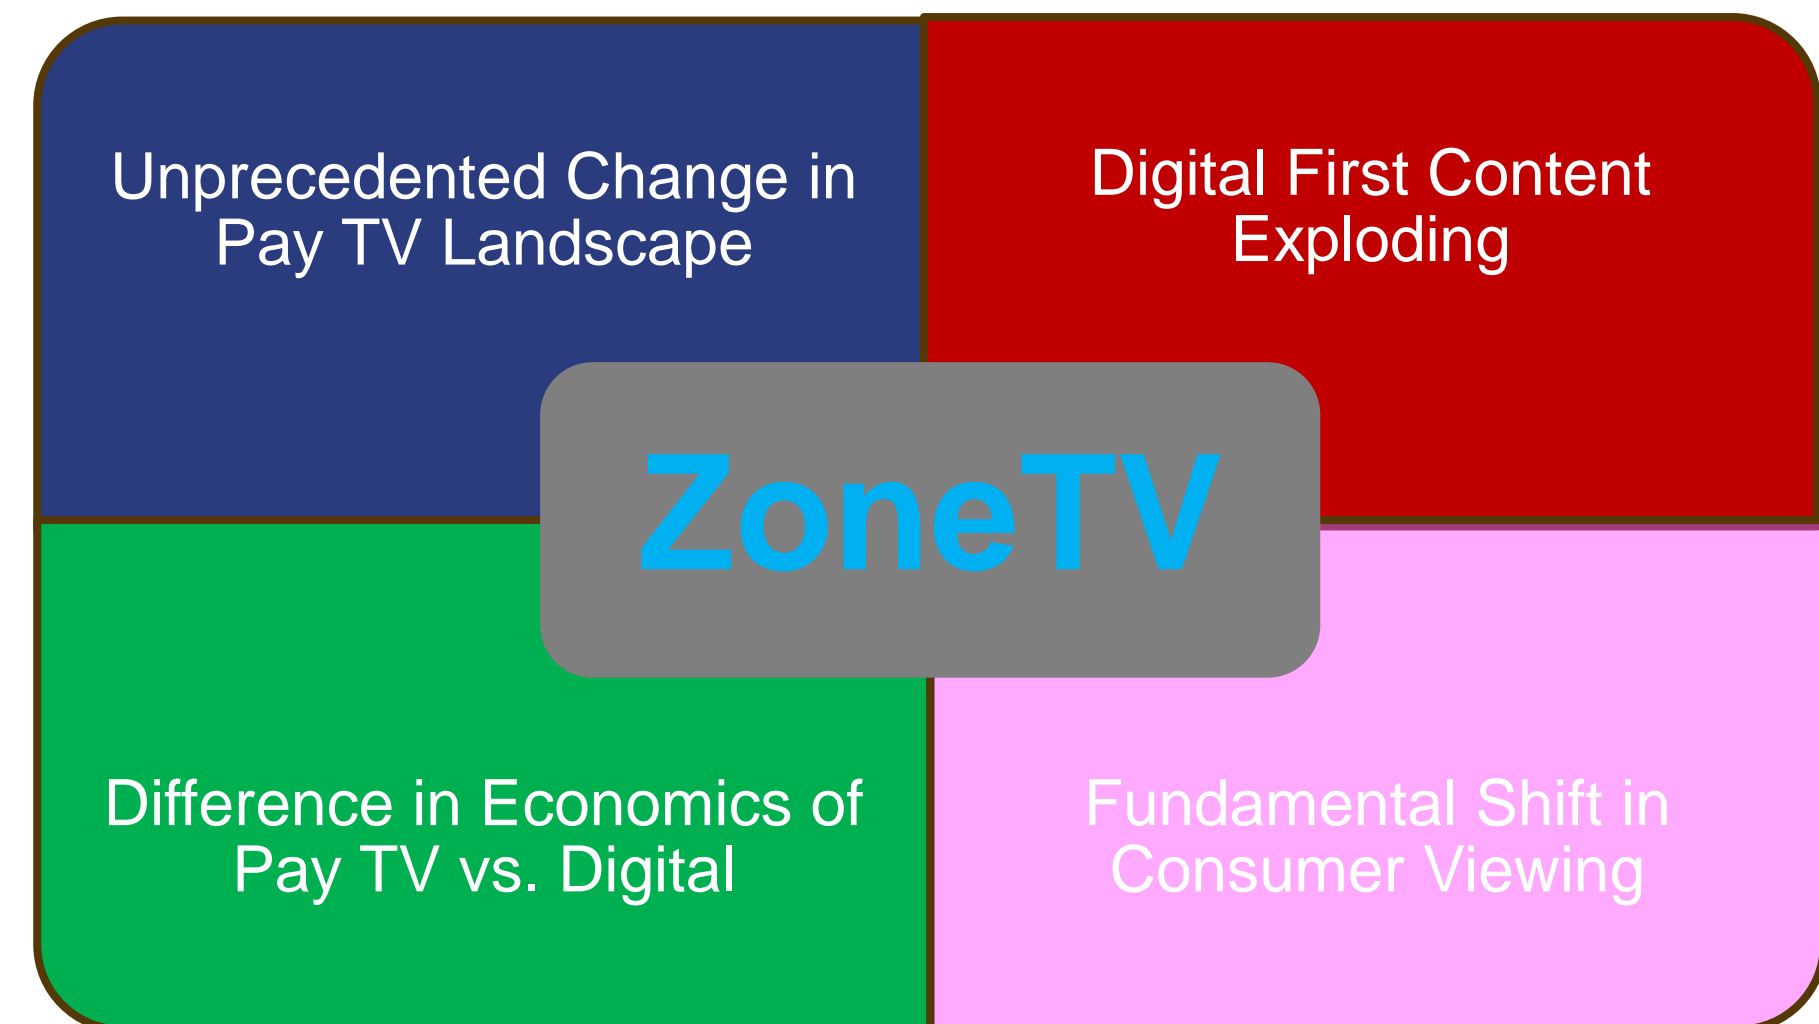 Unprecedented Change in
Pay TV Landscape
Digital First Content
Exploding
ZoneTV
Difference in Economics of
Pay TV vs. Digital
Fundamental Shift in
Consumer Viewing